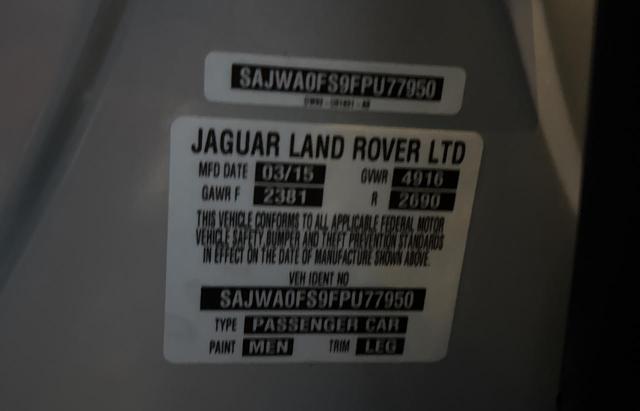 SAJWA0FS9FPU77950
JAGUAR LAND ROVER LTD
MFD DATE 03/15 GVWR 4916
GAWR F 2381 R 2690
THIS VEHICLE CONFORMS TO ALL APPLICABLE FEDERAL MOTOR
VEHICLE SAFETY BUMPER AND THEFT PREVENTION STANDARDS
IN EFFECT ON THE DATE OF MANUFACTURE SHOWN ABOVE.
VEH IDENT NO
SAJWA0FS9FPU77950
TYPE PASSENGER CAR
PAINT MEN TRIM LEG